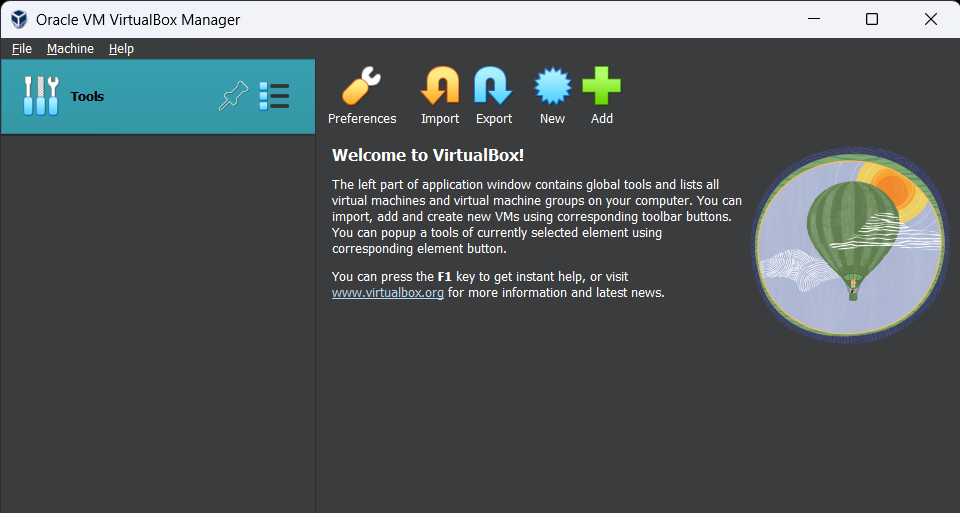 Oracle VM VirtualBox Manager
File Machine Help
Tools
Preferences Import Export New Add
Welcome to VirtualBox!
The left part of application window contains global tools and lists all
virtual machines and virtual machine groups on your computer. You can
import, add and create new VMs using corresponding toolbar buttons.
You can popup a tools of currently selected element using
corresponding element button.
You can press the F1 key to get instant help, or visit
www.virtualbox.org for more information and latest news.